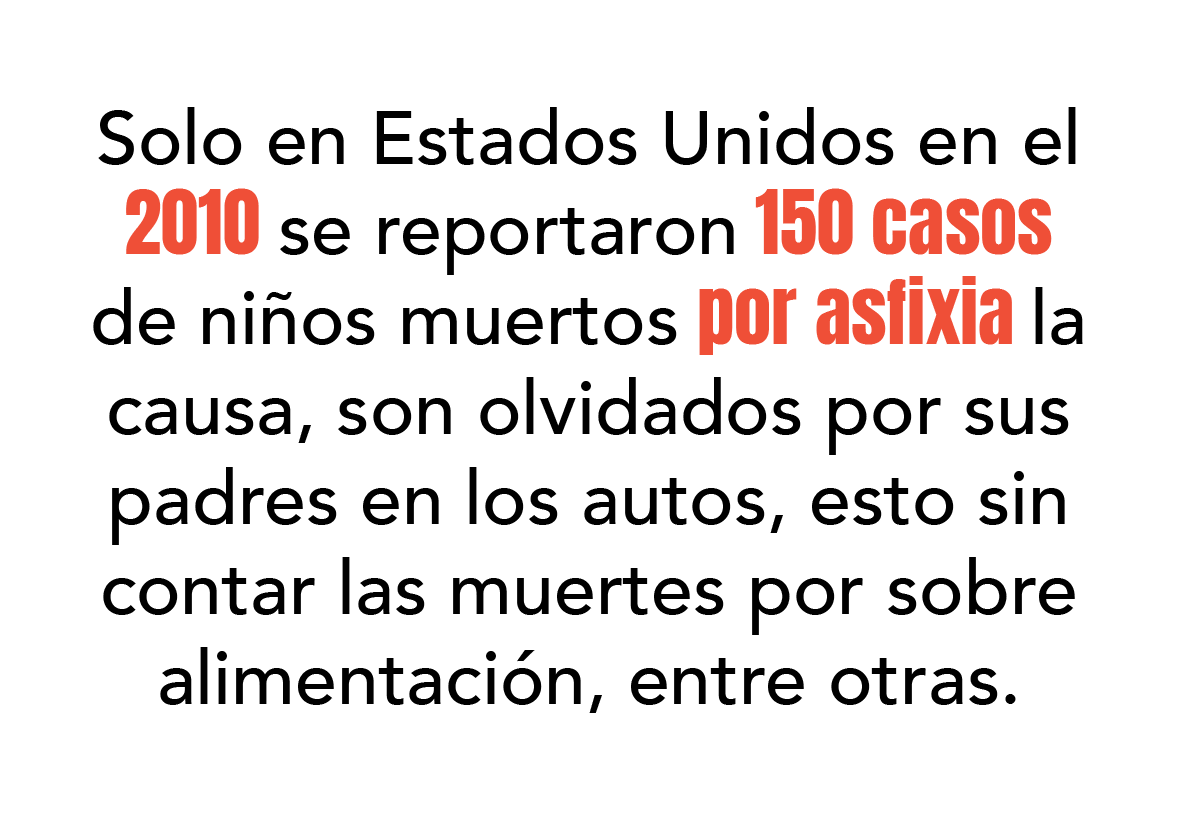 Solo en Estados Unidos en el
2010 se reportaron 150 casos
de niños muertos por asfixia la
causa, son olvidados por sus
padres en los autos, esto sin
contar las muertes por sobre
alimentación, entre otras.